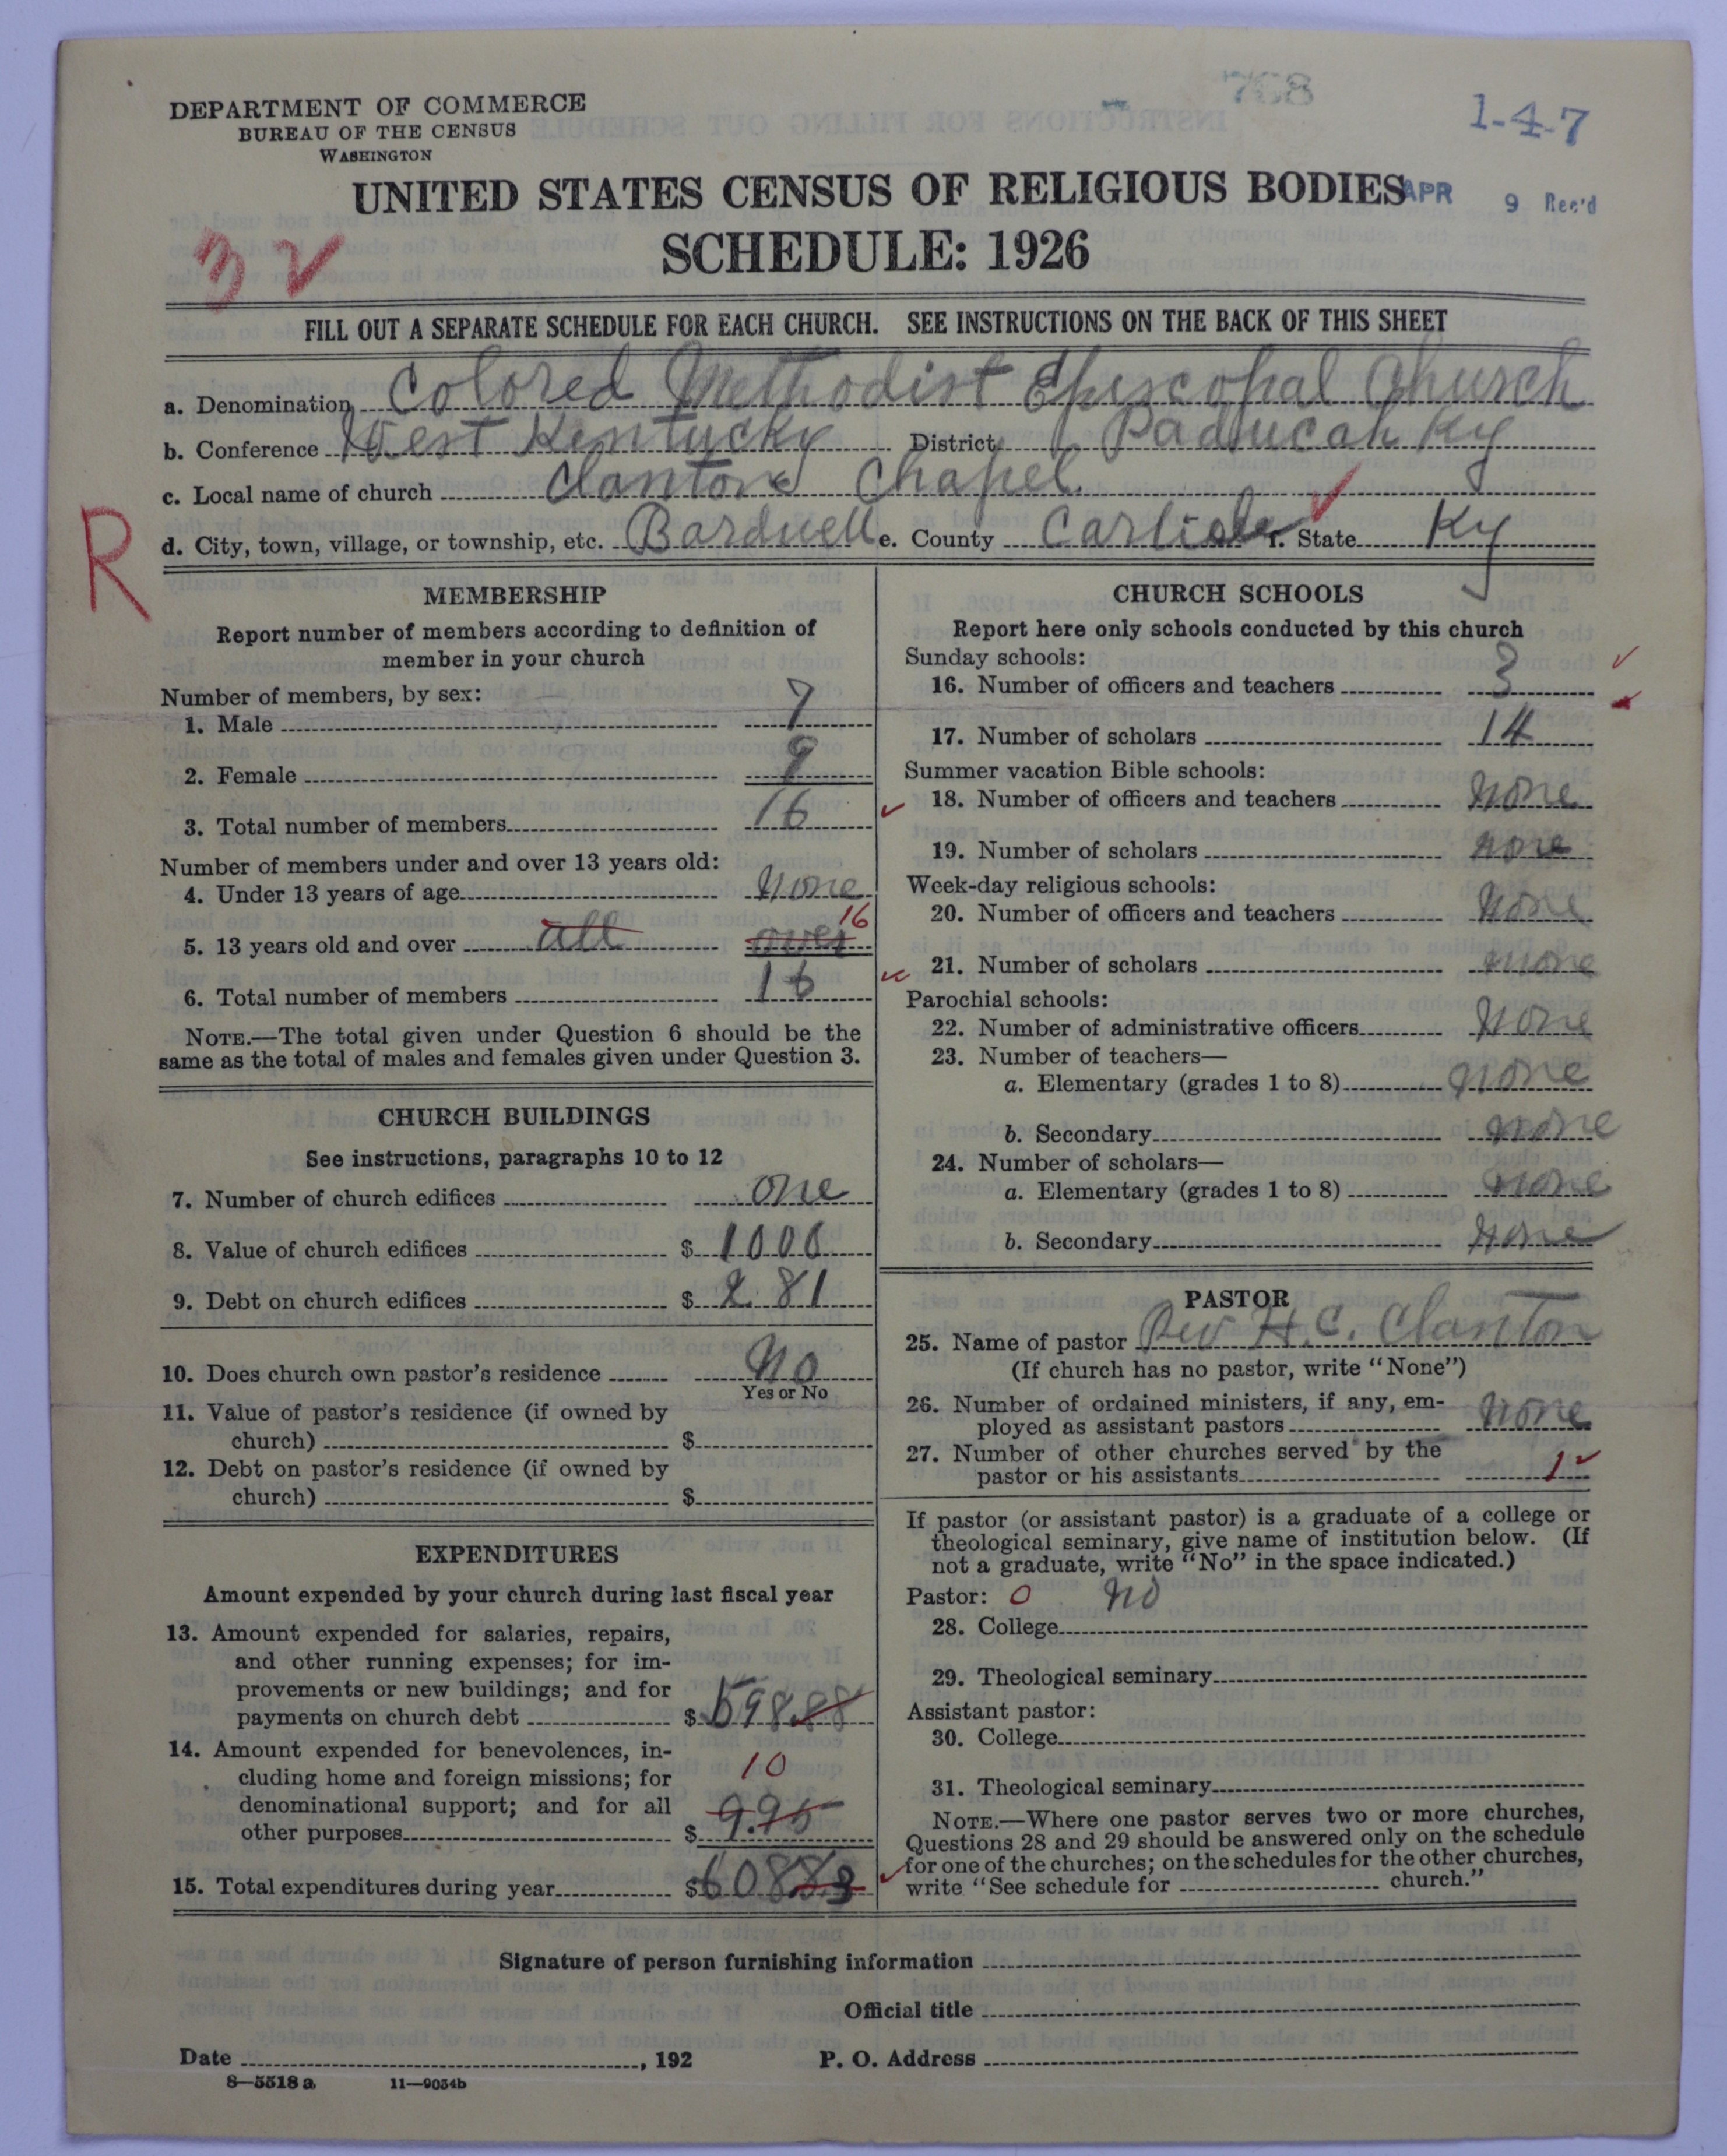 1-4-7
DEPARTMENT OF COMMERCE
BUREAU OF THE CENSUS
WASHINGTON
UNITED STATES CENSUS OF RELIGIOUS BODIES
APR 9 Rec'd
SCHEDULE: 1926
FILL OUT A SEPARATE SCHEDULE FOR EACH CHURCH. SEE INSTRUCTIONS ON THE BACK OF THIS SHEET
a. Denomination Colored Methodist Episcopal Church
b. Conference West Kentucky District Paducah Ky
c. Local name of church Clanton Chapel
d. City, town, village, or township, etc. Bardwell e. County Carlisle f. State Ky
R
MEMBERSHIP
Report number of members according to definition of
member in your church
Number of members, by sex:
1. Male 7
2. Female 9
3. Total number of members 16
Number of members under and over 13 years old:
4. Under 13 years of age None
16
5. 13 years old and over all over
6. Total number of members 16
NOTE.—The total given under Question 6 should be the
same as the total of males and females given under Question 3.
CHURCH BUILDINGS
See instructions, paragraphs 10 to 12
7. Number of church edifices one
8. Value of church edifices $ 1000
9. Debt on church edifices $ 281
10. Does church own pastor's residence No
Yes or No
11. Value of pastor's residence (if owned by
church) $
12. Debt on pastor's residence (if owned by
church) $
EXPENDITURES
Amount expended by your church during last fiscal year
13. Amount expended for salaries, repairs,
and other running expenses; for im-
provements or new buildings; and for
payments on church debt $ 598.88
14. Amount expended for benevolences, in-
cluding home and foreign missions; for 10
denominational support; and for all
other purposes $ 9.95
15. Total expenditures during year $ 608.83
CHURCH SCHOOLS
Report here only schools conducted by this church
Sunday schools:
16. Number of officers and teachers 3
17. Number of scholars 14
Summer vacation Bible schools:
18. Number of officers and teachers None
19. Number of scholars none
Week-day religious schools:
20. Number of officers and teachers None
21. Number of scholars none
Parochial schools:
22. Number of administrative officers None
23. Number of teachers—
a. Elementary (grades 1 to 8) none
b. Secondary none
24. Number of scholars—
a. Elementary (grades 1 to 8) none
b. Secondary None
PASTOR
25. Name of pastor Rev H.C. Clanton
(If church has no pastor, write "None")
26. Number of ordained ministers, if any, em-
ployed as assistant pastors None
27. Number of other churches served by the
pastor or his assistants 1
If pastor (or assistant pastor) is a graduate of a college or
theological seminary, give name of institution below. (If
not a graduate, write "No" in the space indicated.)
Pastor: 0 No
28. College
29. Theological seminary
Assistant pastor:
30. College
31. Theological seminary
NOTE.—Where one pastor serves two or more churches,
Questions 28 and 29 should be answered only on the schedule
for one of the churches; on the schedules for the other churches,
write "See schedule for church."
Signature of person furnishing information
Official title
Date , 192 P. O. Address
8—5518 a 11—9034b